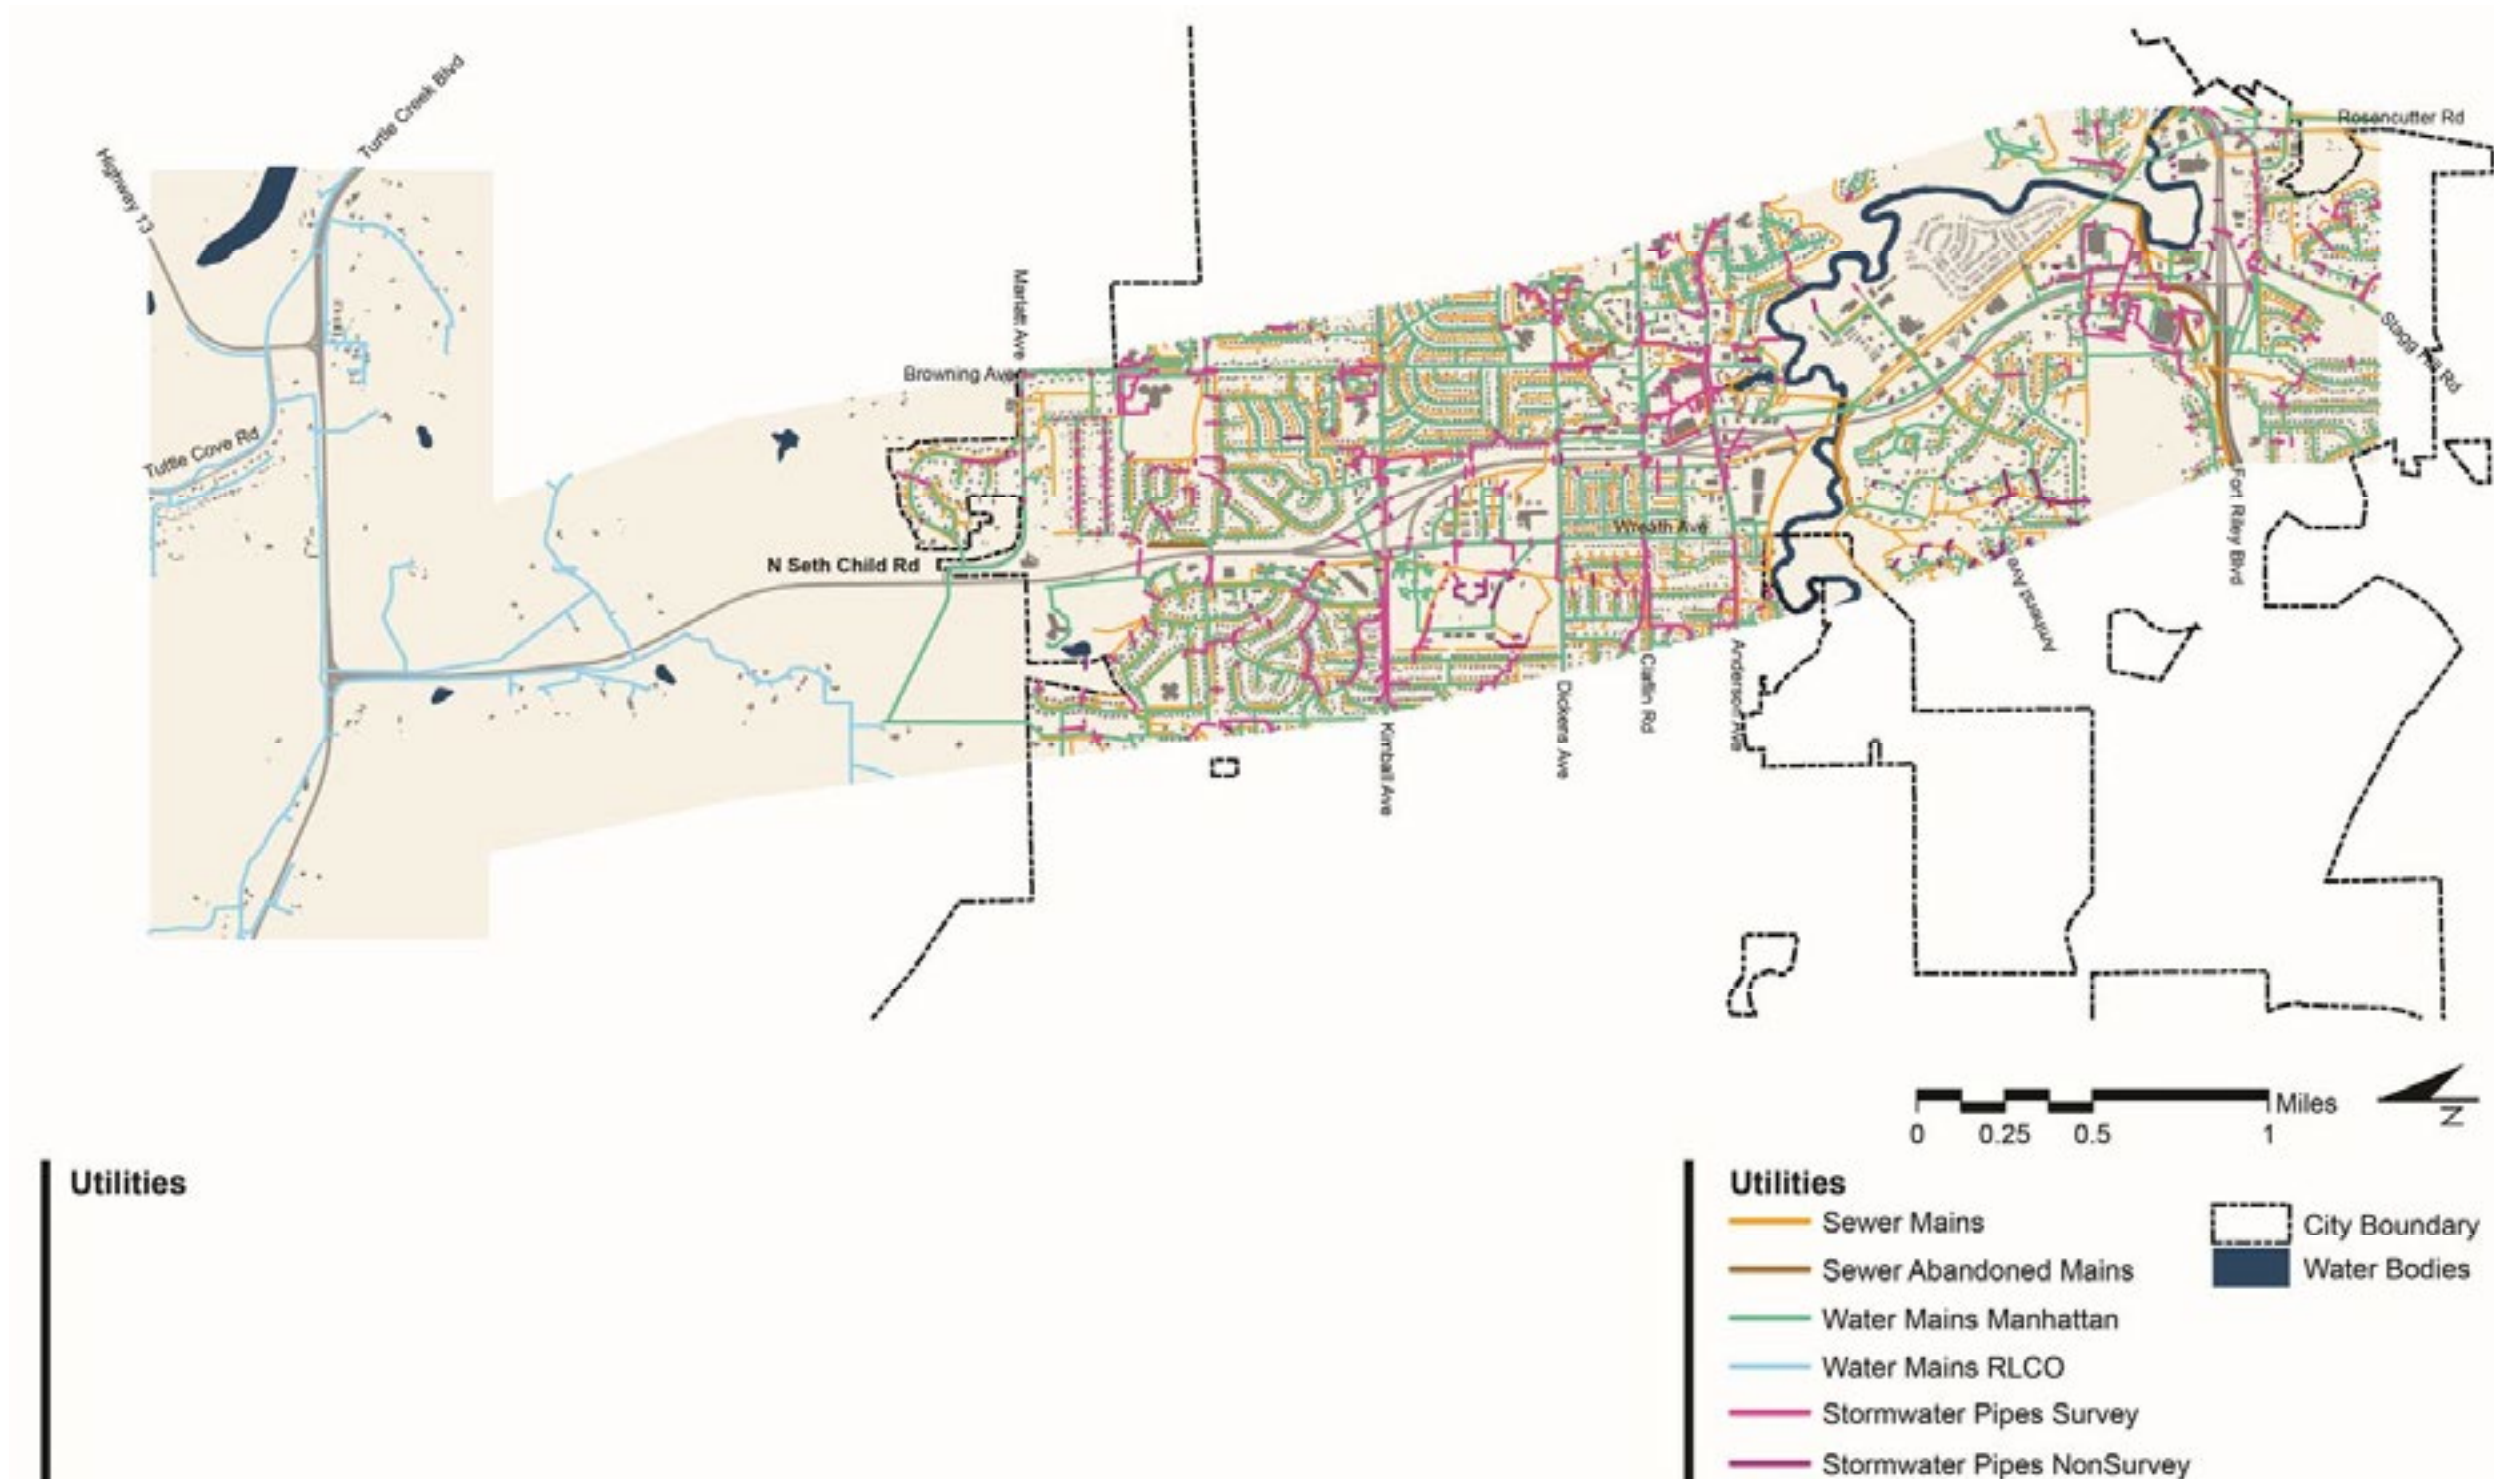 Turtle Creek Blvd
Highway 13
Tuttle Cove Rd
Marlatt Ave
Browning Ave
N Seth Child Rd
Wreath Ave
Rosencutter Rd
Stagg Hill Rd
Fort Riley Blvd
Amherst Ave
Anderson Ave
Claflin Rd
Dickens Ave
Kimball Ave
Miles
0 0.25 0.5 1
N
Utilities
Utilities
Sewer Mains
Sewer Abandoned Mains
Water Mains Manhattan
Water Mains RLCO
Stormwater Pipes Survey
Stormwater Pipes NonSurvey
City Boundary
Water Bodies